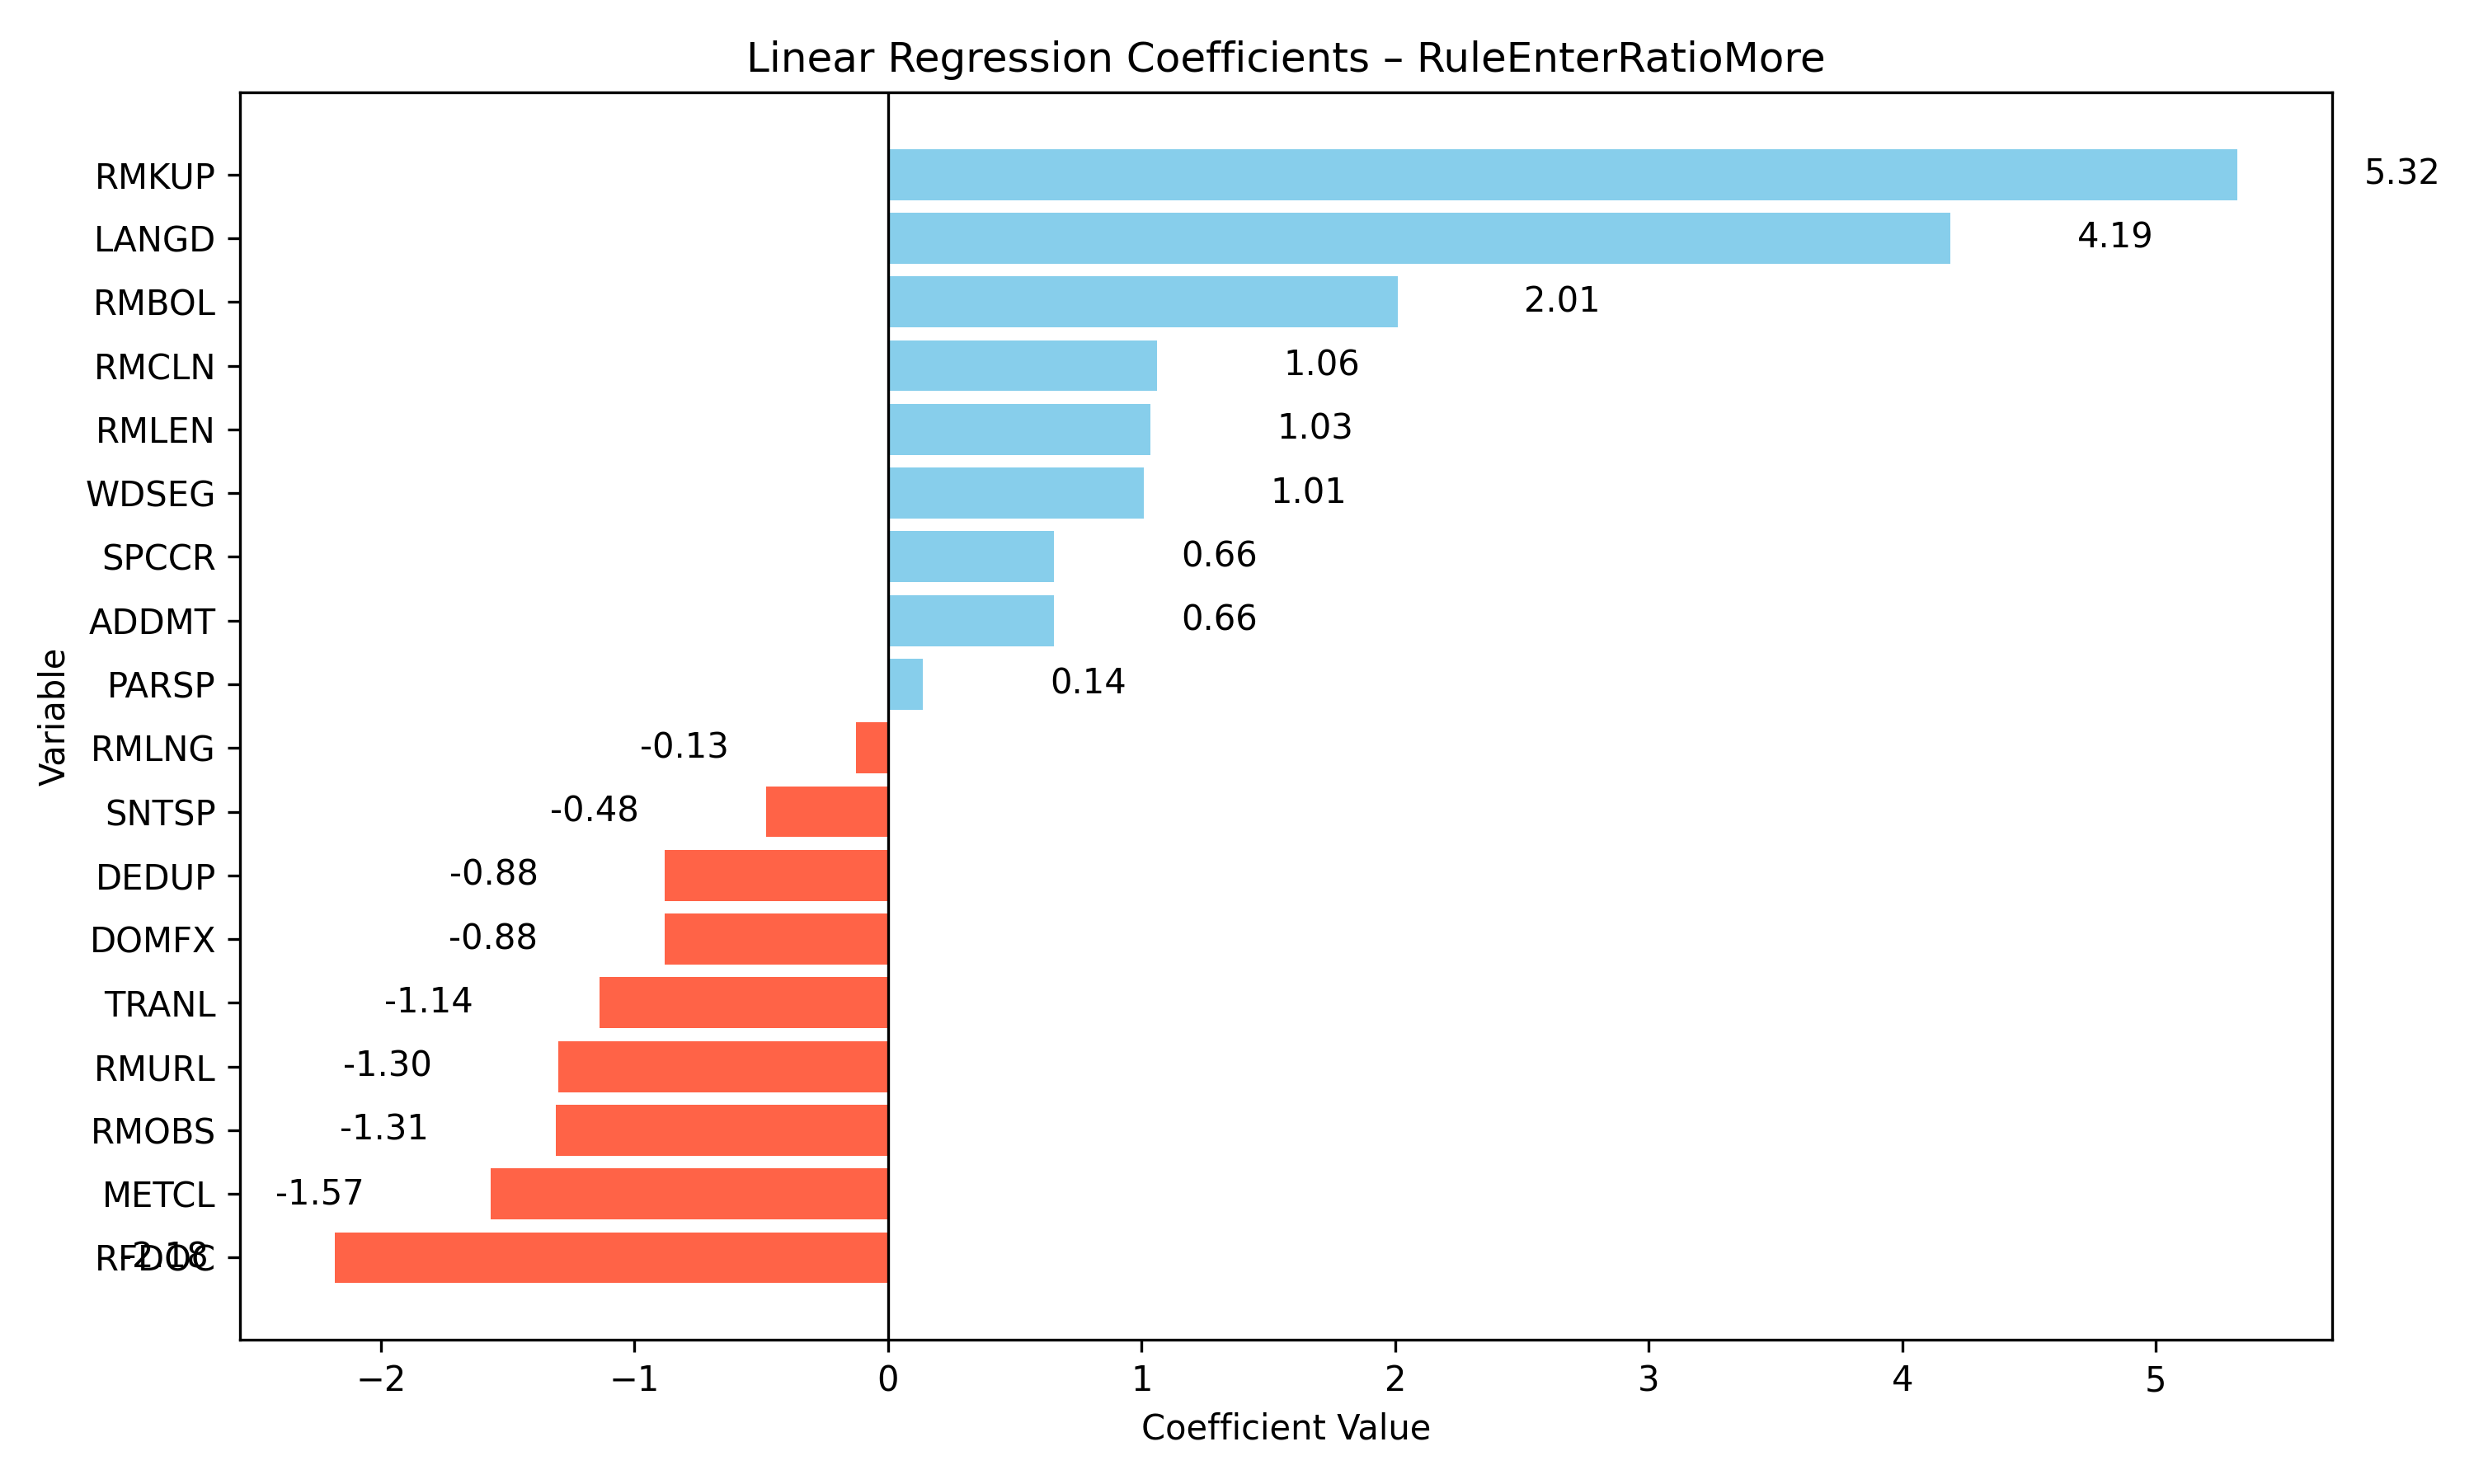 Linear Regression Coefficients – RuleEnterRatioMore
RMKUP 5.32
LANGD 4.19
RMBOL 2.01
RMCLN 1.06
RMLEN 1.03
WDSEG 1.01
SPCCR 0.66
ADDMT 0.66
PARSP 0.14
Variable
RMLNG -0.13
SNTSP -0.48
DEDUP -0.88
DOMFX -0.88
TRANL -1.14
RMURL -1.30
RMOBS -1.31
METCL -1.57
RFDOC -2.18
−2 −1 0 1 2 3 4 5
Coefficient Value